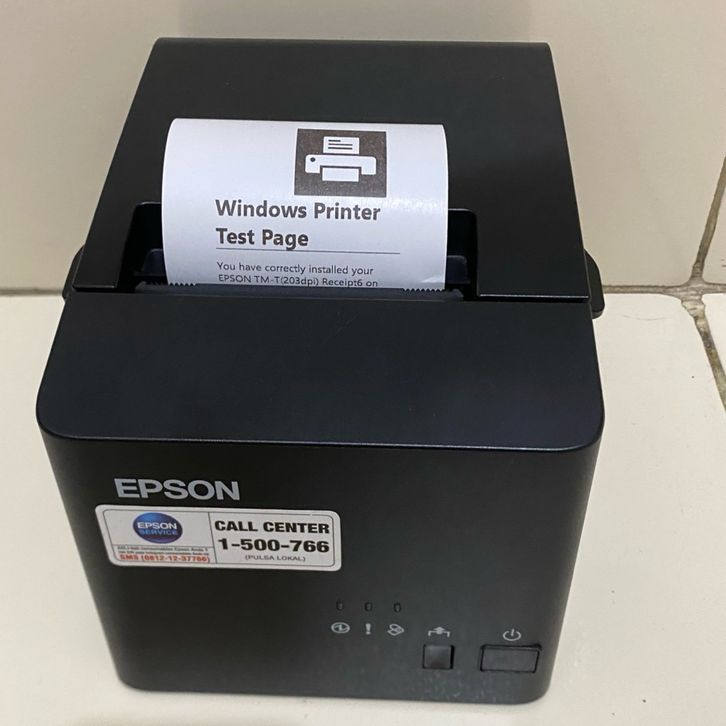 Windows Printer
Test Page
You have correctly installed your
EPSON TM-T(203dpi) Receipt6 on
EPSON
EPSON
SERVICE
SMS (0812-12-37766)
CALL CENTER
1-500-766
(PULSA LOKAL)